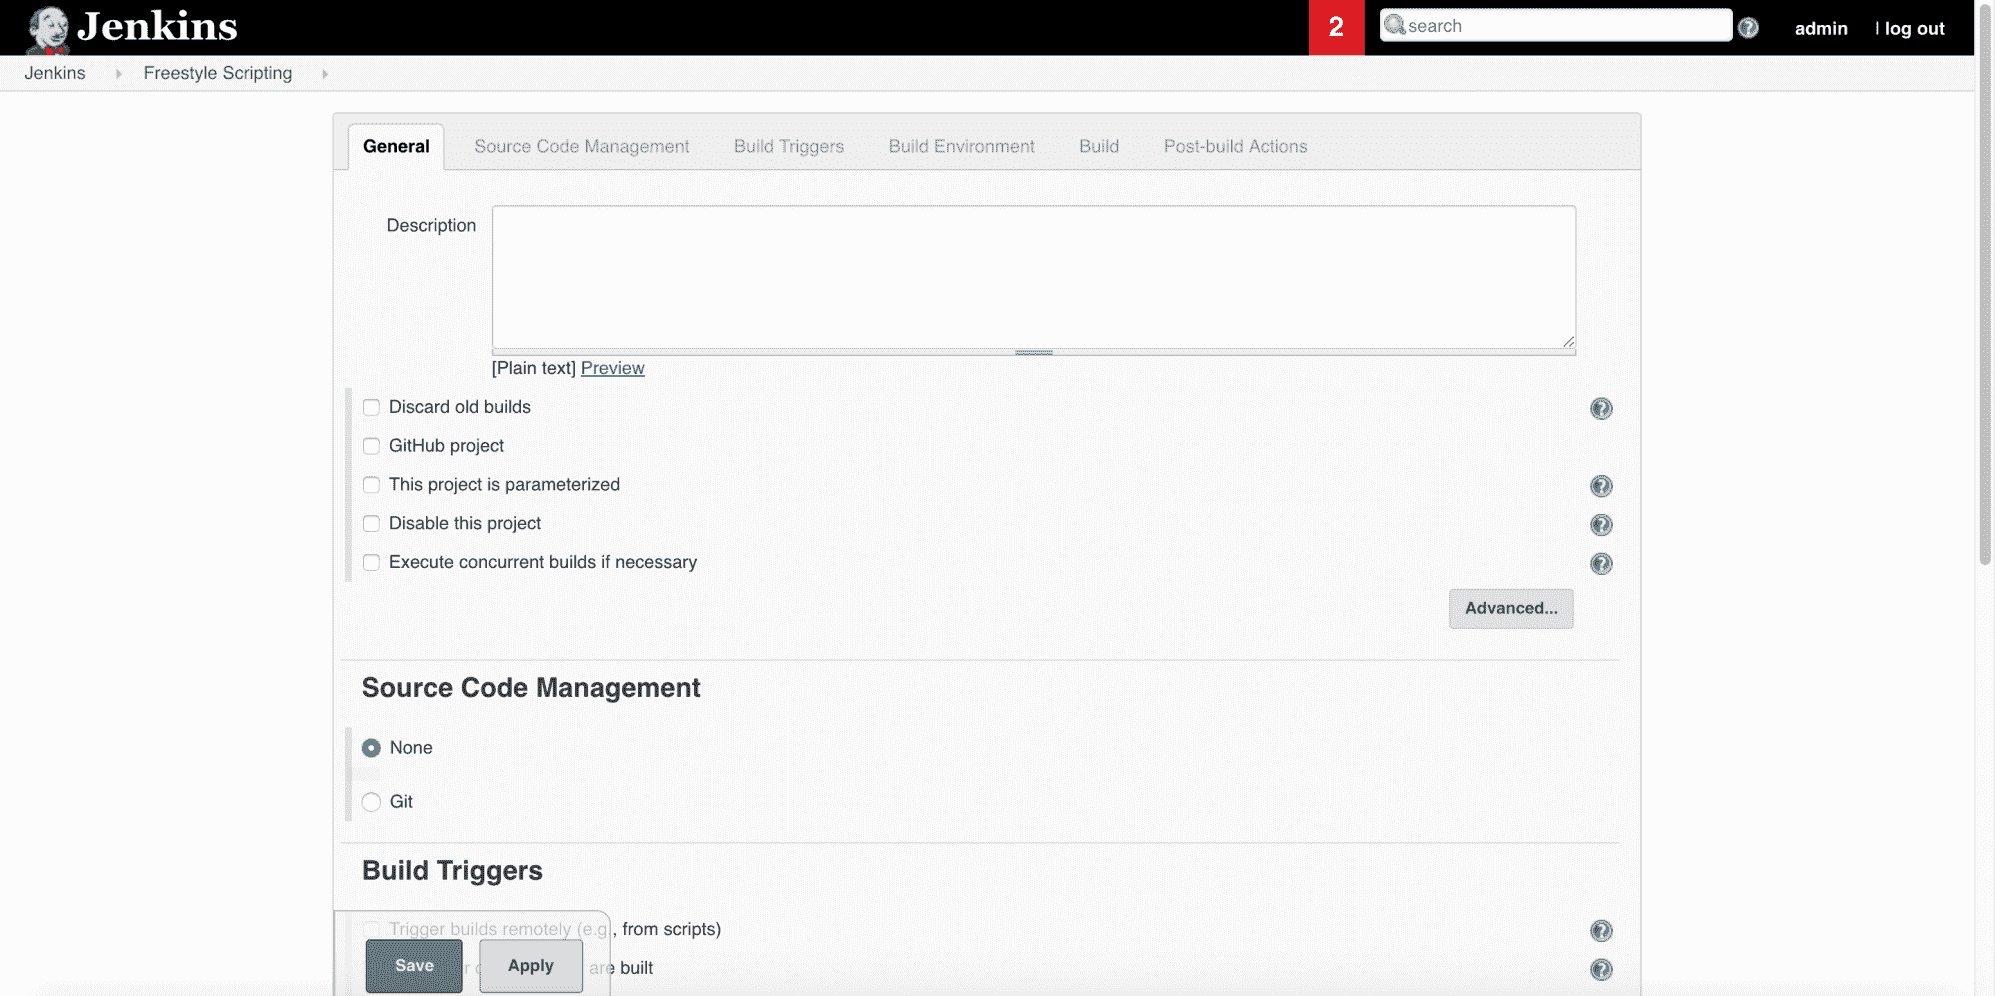 Jenkins
2
search
admin
| log out
Jenkins
Freestyle Scripting
General
Source Code Management
Build Triggers
Build Environment
Build
Post-build Actions
Description
[Plain text] Preview
Discard old builds
GitHub project
This project is parameterized
Disable this project
Execute concurrent builds if necessary
Advanced...
Source Code Management
None
Git
Build Triggers
Trigger builds remotely (e.g., from scripts)
are built
Save
Apply